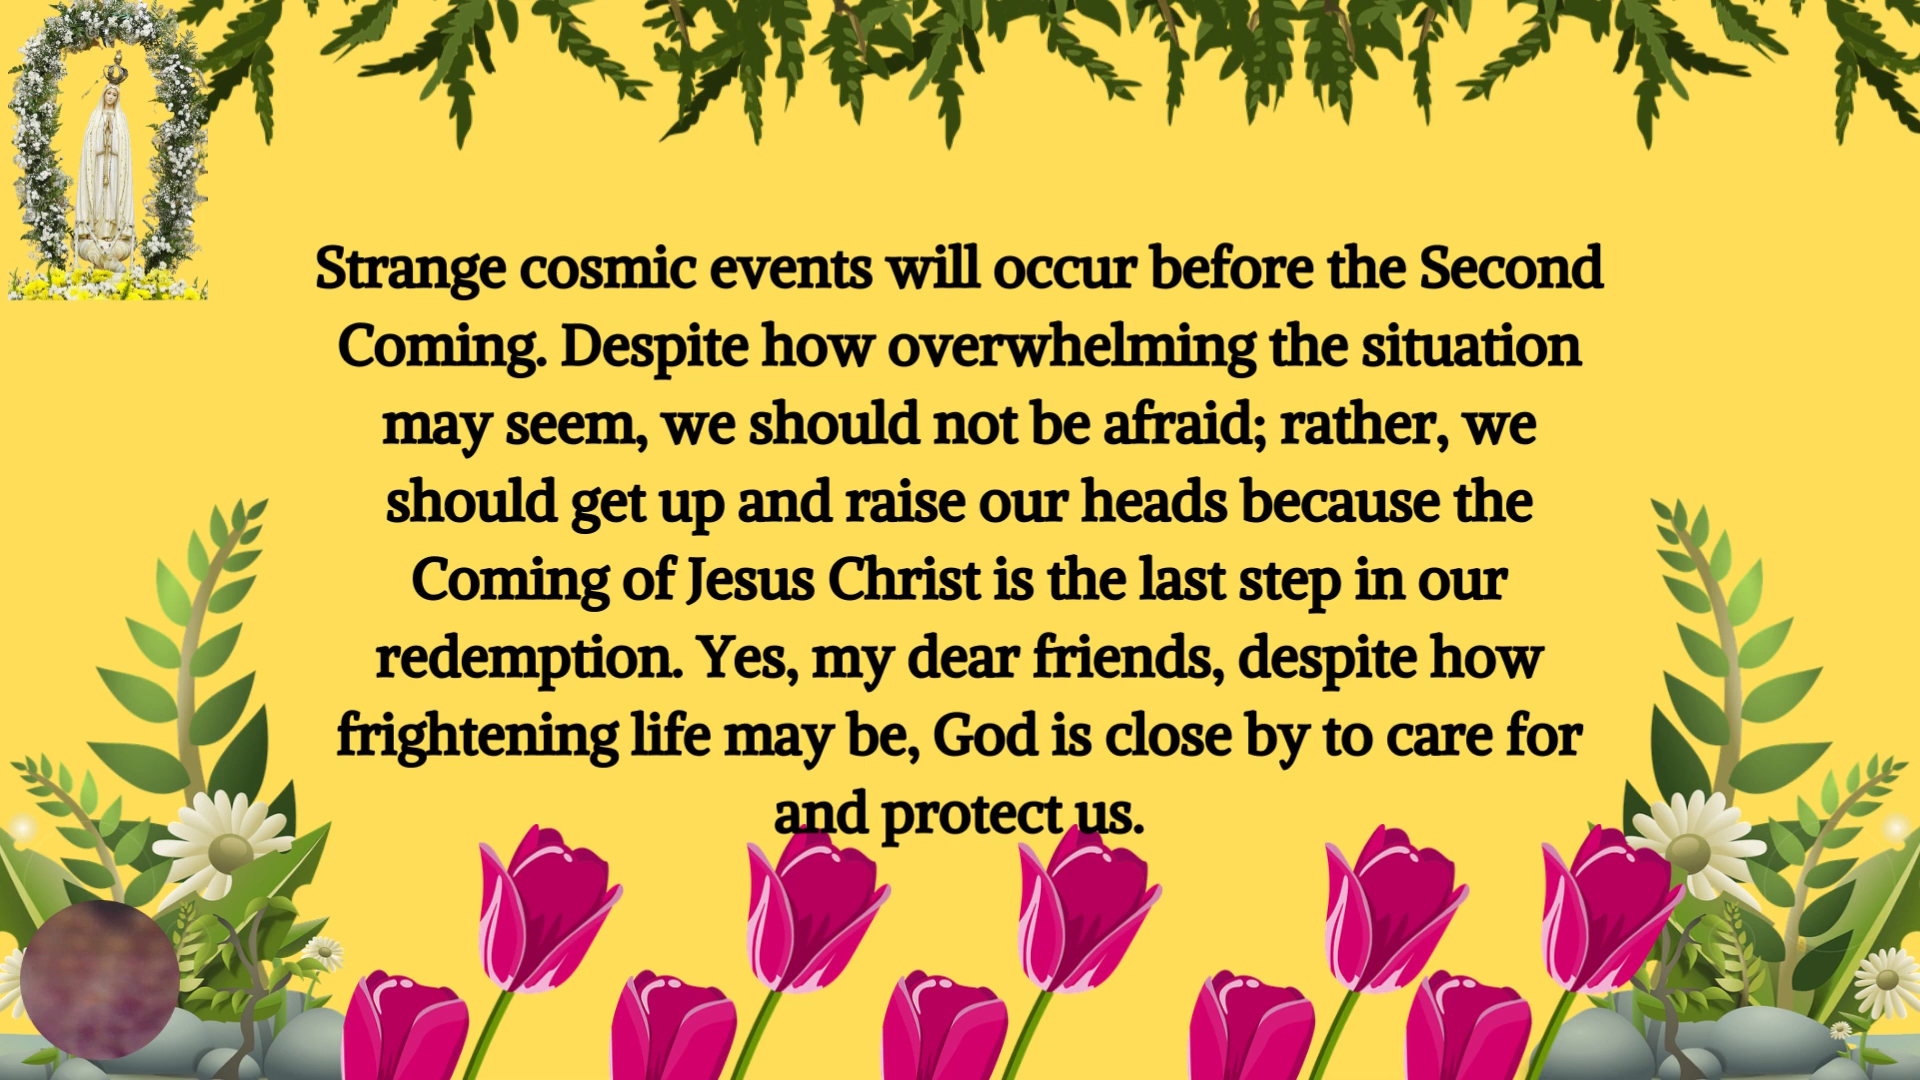 Strange cosmic events will occur before the Second
Coming. Despite how overwhelming the situation
may seem, we should not be afraid; rather, we
should get up and raise our heads because the
Coming of Jesus Christ is the last step in our
redemption. Yes, my dear friends, despite how
frightening life may be, God is close by to care for
and protect us.